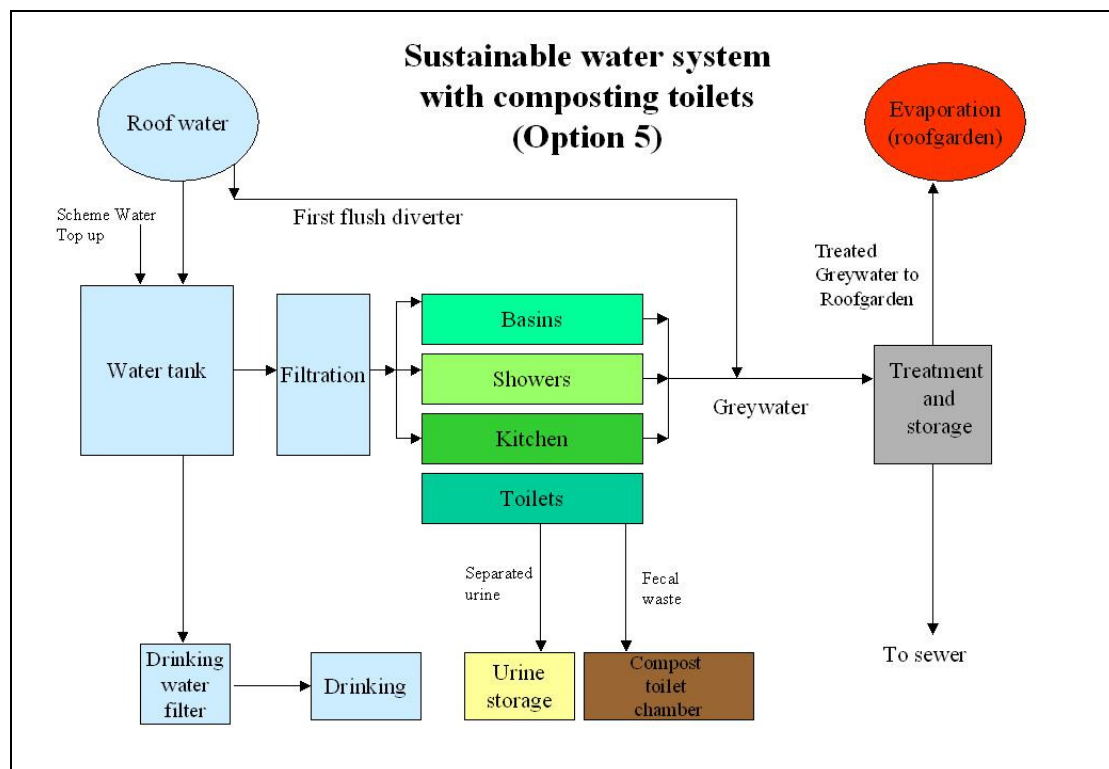 Sustainable water system
with composting toilets
(Option 5)
Roof water
Evaporation
(roofgarden)
Scheme Water
Top up
First flush diverter
Treated
Greywater to
Roofgarden
Water tank
Filtration
Basins
Showers
Kitchen
Toilets
Greywater
Treatment
and
storage
Separated
urine
Fecal
waste
To sewer
Drinking
water
filter
Drinking
Urine
storage
Compost
toilet
chamber